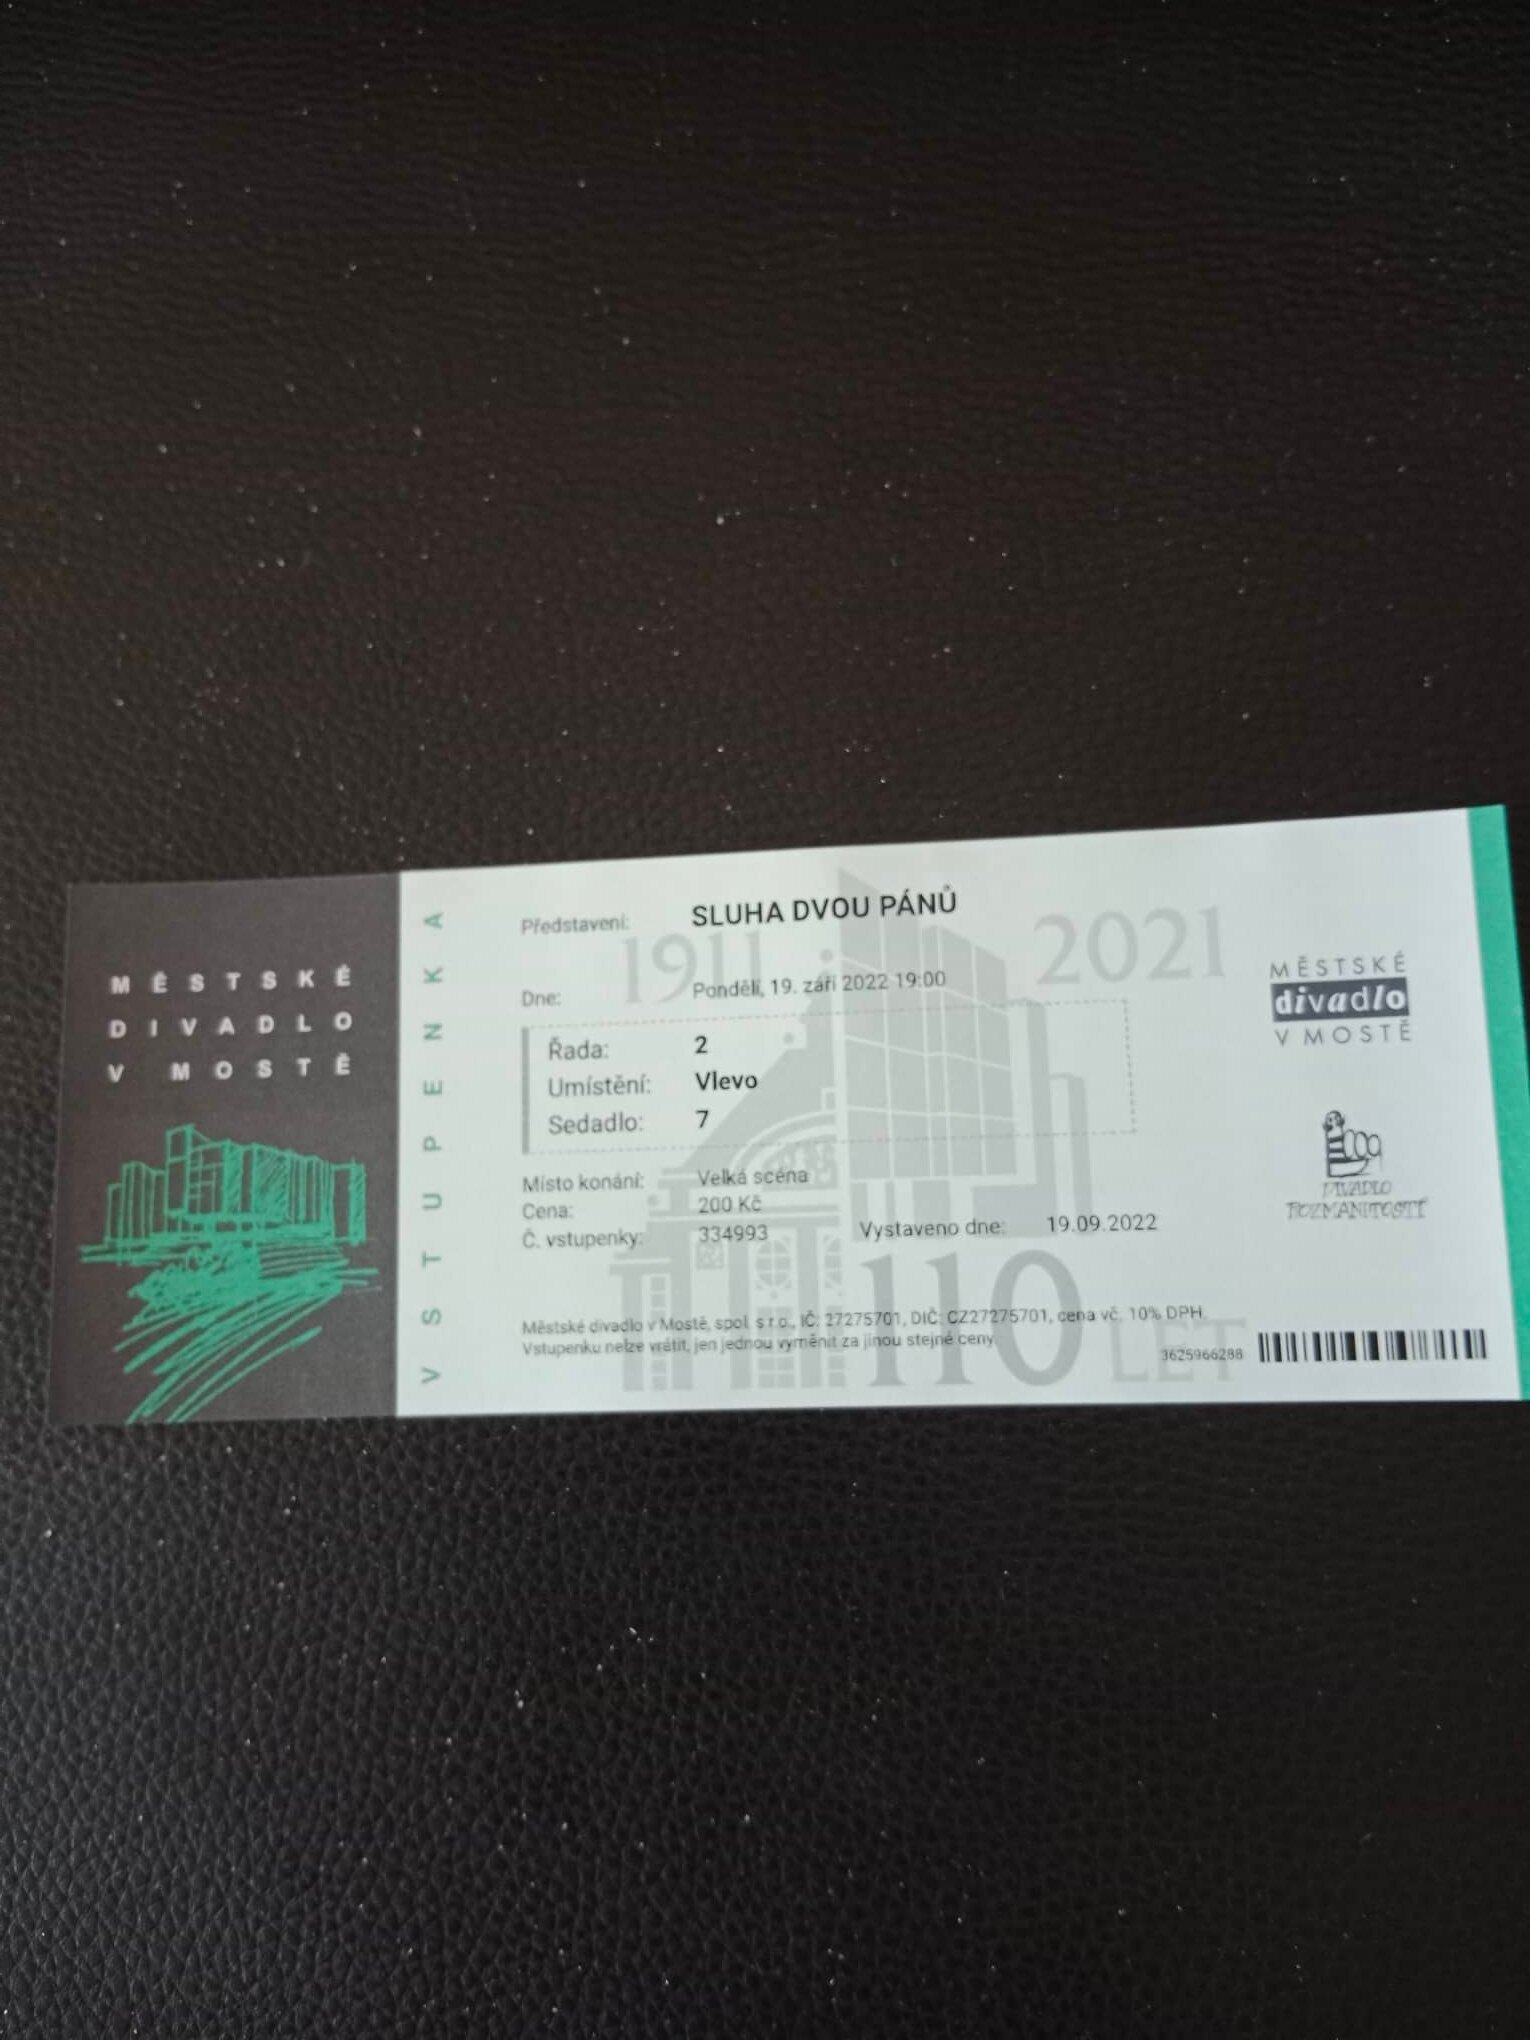 MĚSTSKÉ
DIVADLO
V MOSTĚ
VSTUPENKA
Představení: SLUHA DVOU PÁNŮ
1911 2021
Dne: Pondělí, 19. září 2022 19:00
Řada: 2
Umístění: Vlevo
Sedadlo: 7
Místo konání: Velká scéna
Cena: 200 Kč
Č. vstupenky: 334993 Vystaveno dne: 19.09.2022
110 LET
Městské divadlo v Mostě, spol. s r.o., IČ: 27275701, DIČ: CZ27275701, cena vč. 10% DPH.
Vstupenku nelze vrátit, jen jednou vyměnit za jinou stejné ceny.
3625966288
MĚSTSKÉ
divadlo
V MOSTĚ
DIVADLO
ROZMANITOSTÍ